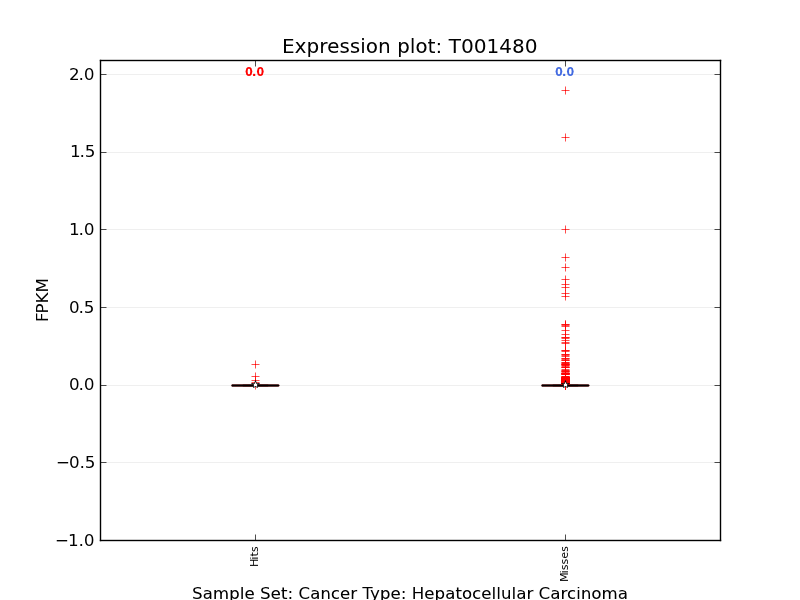 Expression plot: T001480
0.0 0.0
2.0
1.5
1.0
0.5
0.0
−0.5
−1.0
FPKM
Hits Misses
Sample Set: Cancer Type: Hepatocellular Carcinoma